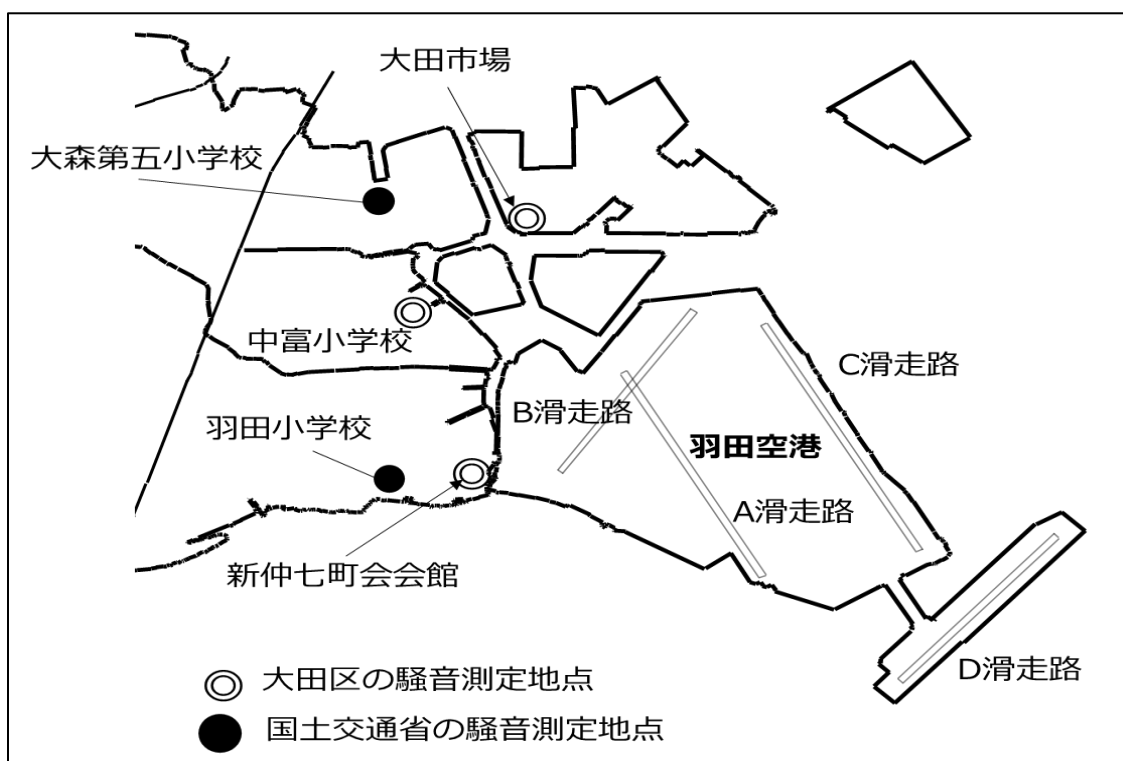 大田市場
大森第五小学校
中富小学校
C滑走路
B滑走路
羽田小学校
羽田空港
A滑走路
新仲七町会会館
D滑走路
大田区の騒音測定地点
国土交通省の騒音測定地点